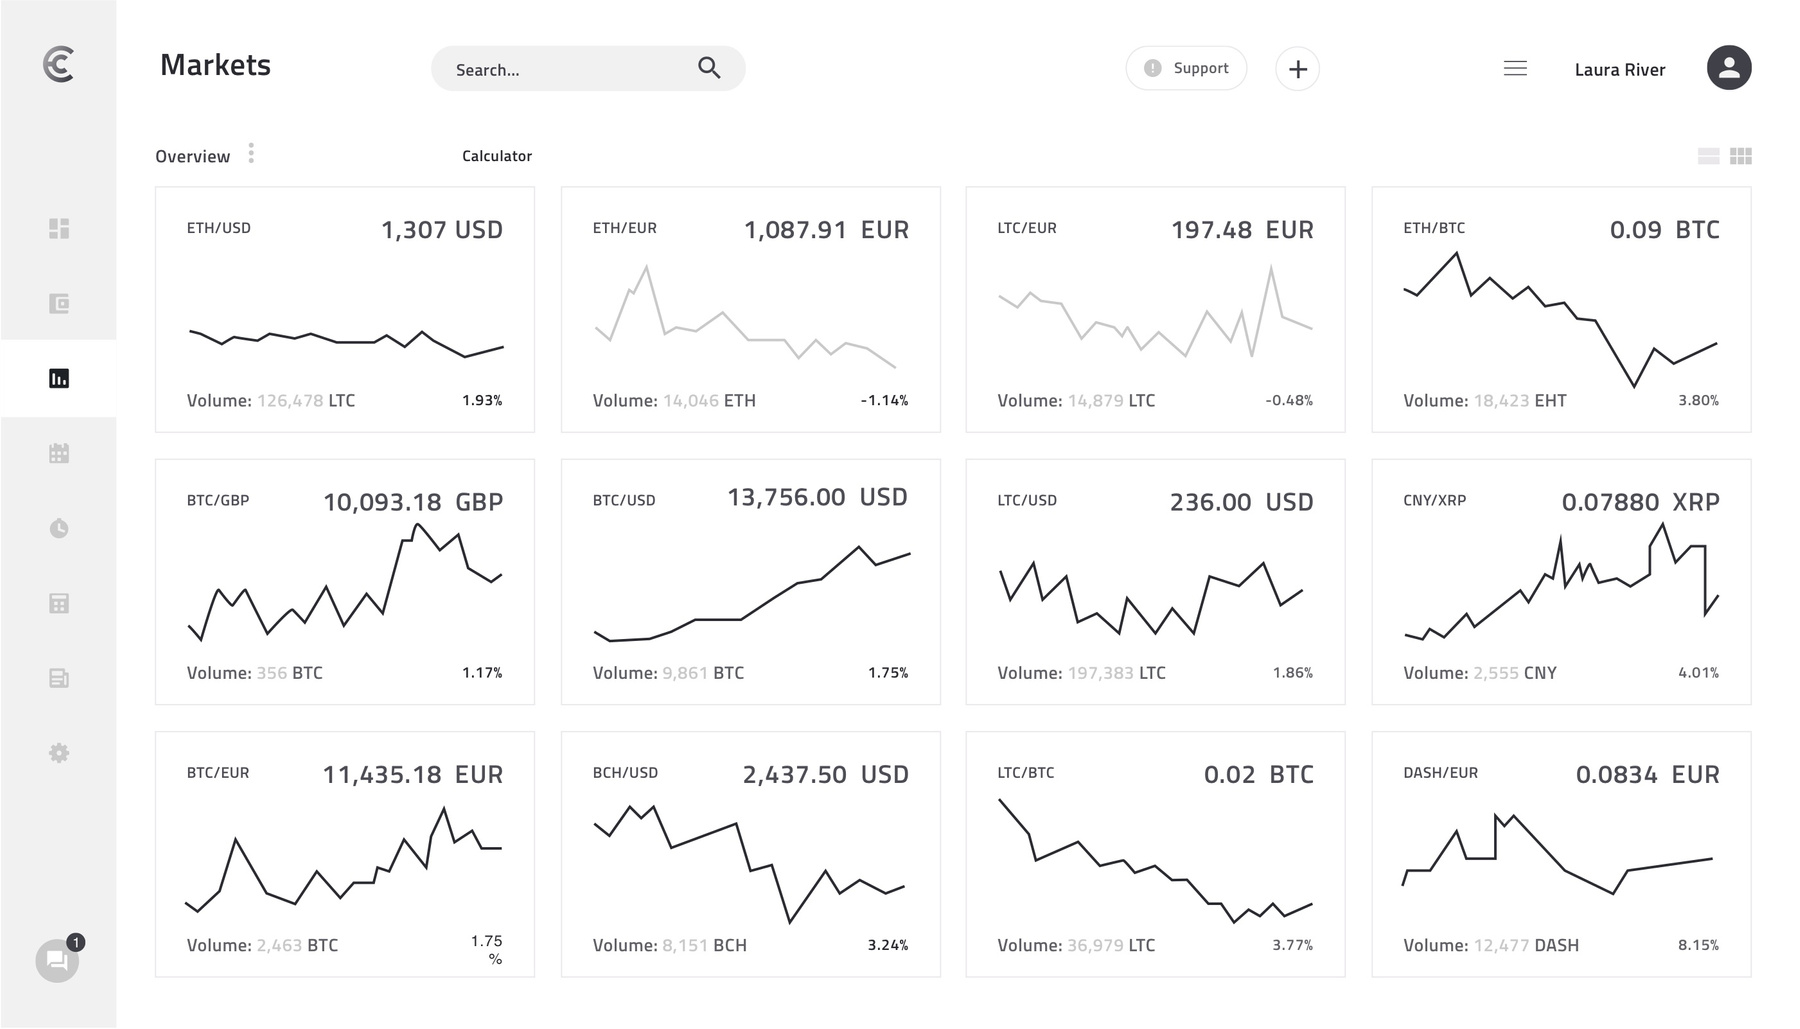 Markets
Search...
Support
Laura River
Overview
Calculator
ETH/USD 1,307 USD
Volume: 126,478 LTC 1.93%
ETH/EUR 1,087.91 EUR
Volume: 14,046 ETH -1.14%
LTC/EUR 197.48 EUR
Volume: 14,879 LTC -0.48%
ETH/BTC 0.09 BTC
Volume: 18,423 EHT 3.80%
BTC/GBP 10,093.18 GBP
Volume: 356 BTC 1.17%
BTC/USD 13,756.00 USD
Volume: 9,861 BTC 1.75%
LTC/USD 236.00 USD
Volume: 197,383 LTC 1.86%
CNY/XRP 0.07880 XRP
Volume: 2,555 CNY 4.01%
BTC/EUR 11,435.18 EUR
Volume: 2,463 BTC 1.75
%
BCH/USD 2,437.50 USD
Volume: 8,151 BCH 3.24%
LTC/BTC 0.02 BTC
Volume: 36,979 LTC 3.77%
DASH/EUR 0.0834 EUR
Volume: 12,477 DASH 8.15%
1